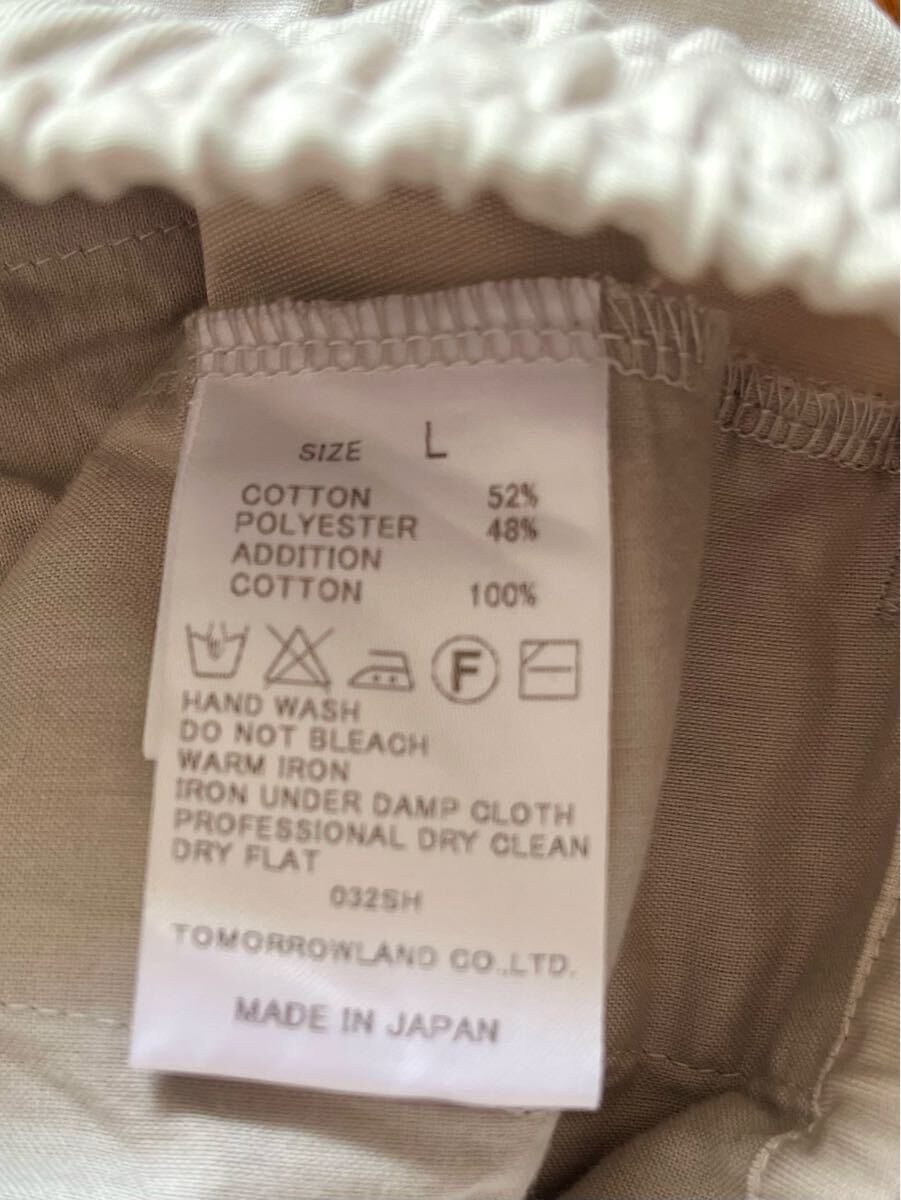 SIZE L
COTTON 52%
POLYESTER 48%
ADDITION
COTTON 100%
F
HAND WASH
DO NOT BLEACH
WARM IRON
IRON UNDER DAMP CLOTH
PROFESSIONAL DRY CLEAN
DRY FLAT
032SH
TOMORROWLAND CO.,LTD.
MADE IN JAPAN